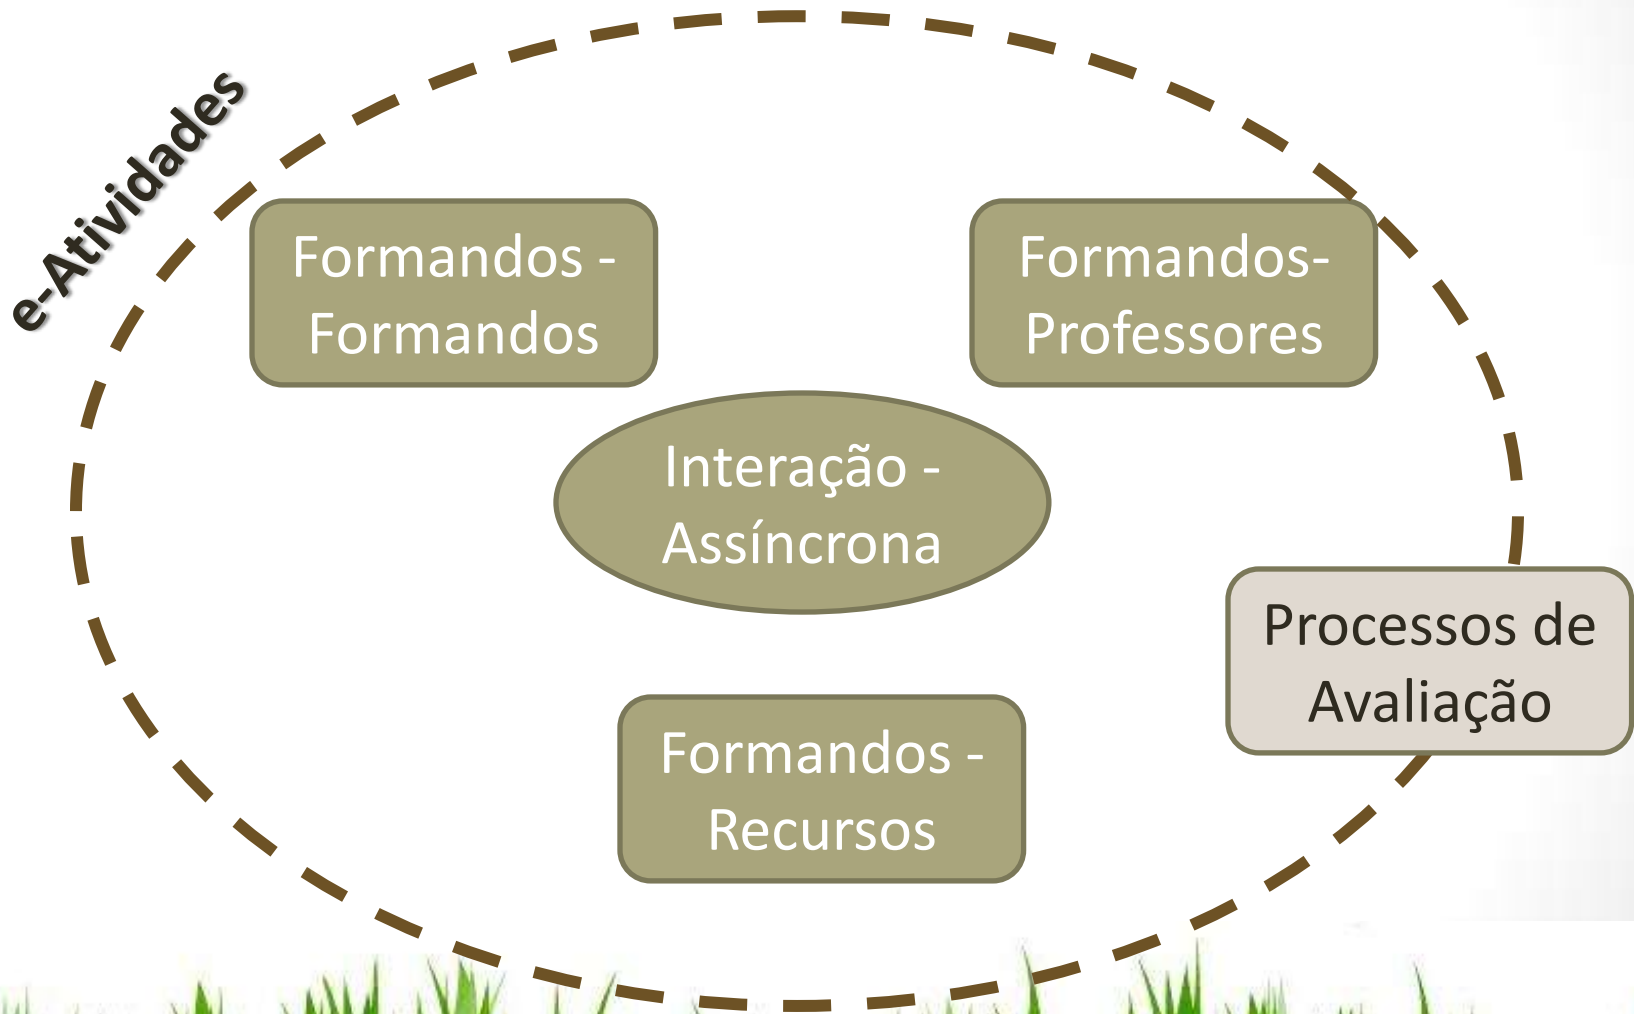 e-Atividades
Formandos -
Formandos
Formandos-
Professores
Interação -
Assíncrona
Processos de
Avaliação
Formandos -
Recursos